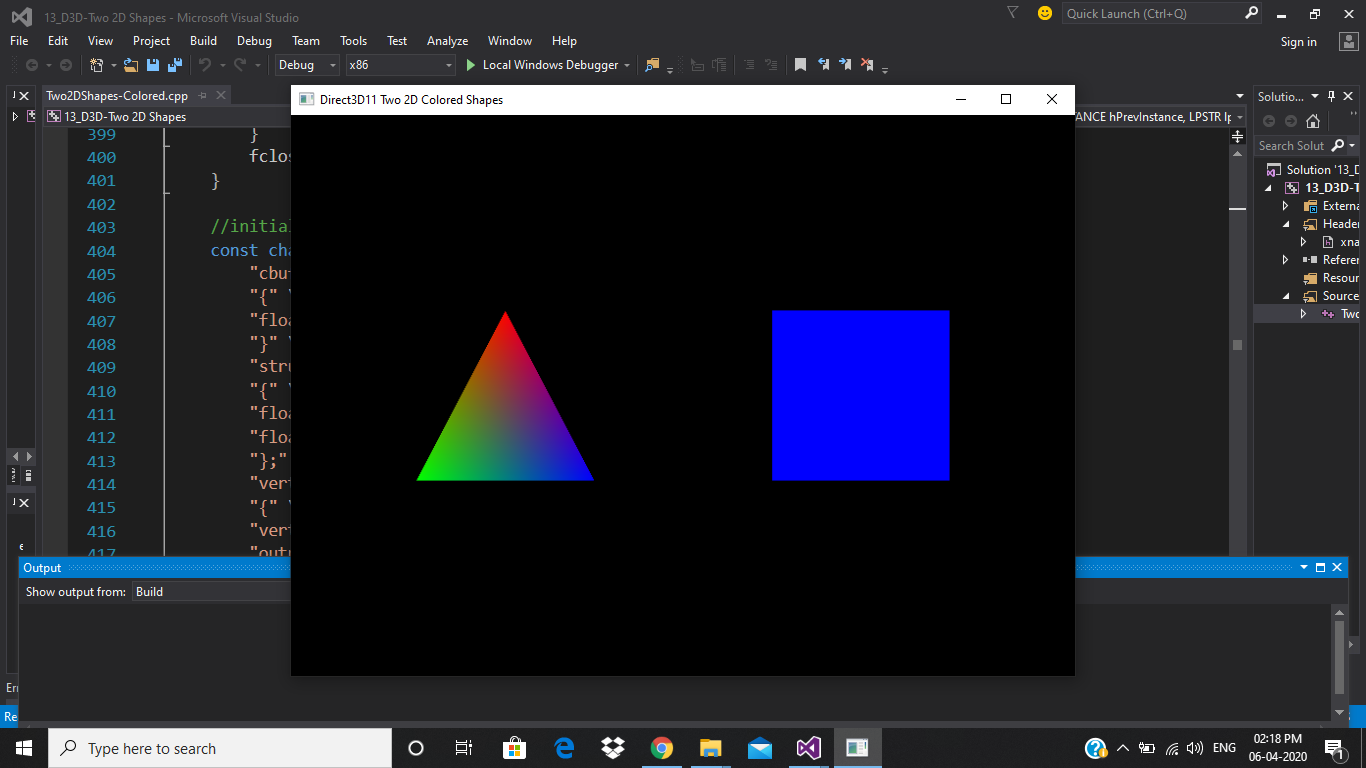 13_D3D-Two 2D Shapes - Microsoft Visual Studio
Quick Launch (Ctrl+Q)
File Edit View Project Build Debug Team Tools Test Analyze Window Help
Sign in
Debug x86 Local Windows Debugger
Two2DShapes-Colored.cpp
Direct3D11 Two 2D Colored Shapes
Solutio...
13_D3D-Two 2D Shapes
ANCE hPrevInstance, LPSTR
Search Solut
399 }
400 fclos
401 }
402
403 //initial
404 const cha
405 "cbu
406 "{" \
407 "floa
408 "}" \
409 "stru
410 "{" \
411 "floa
412 "floa
413 "};"
414 "vert
415 "{" \
416 "vert
417 "outp
Solution '13_D
13_D3D-T
Externa
Header
xna
Referer
Resour
Source
Two
Output
Show output from: Build
Err
Re
Type here to search
ENG
02:18 PM
06-04-2020
1